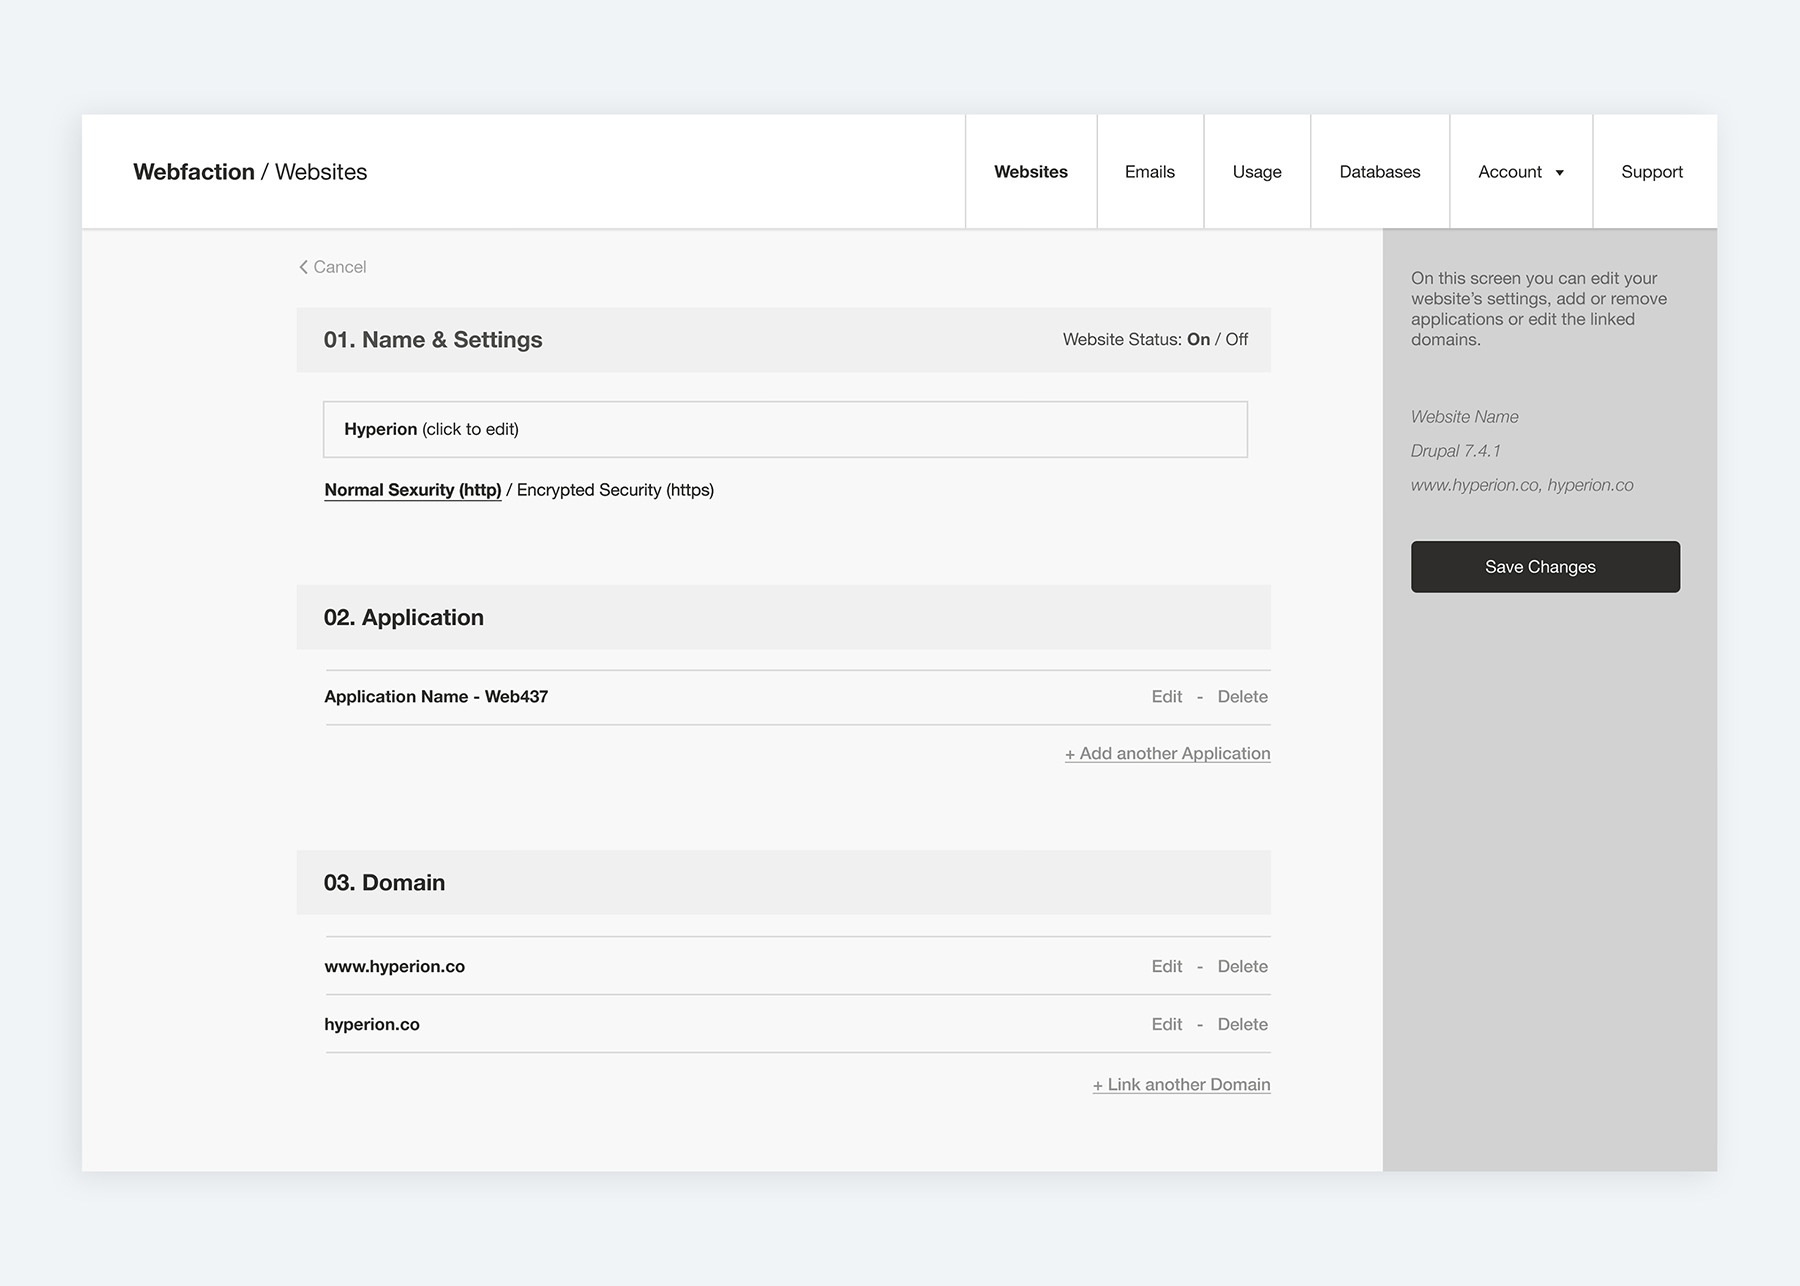 Webfaction / Websites
Websites
Emails
Usage
Databases
Account
Support
Cancel
01. Name & Settings
Website Status: On / Off
Hyperion (click to edit)
Normal Sexurity (http) / Encrypted Security (https)
02. Application
Application Name - Web437
Edit - Delete
+ Add another Application
03. Domain
www.hyperion.co
Edit - Delete
hyperion.co
Edit - Delete
+ Link another Domain
On this screen you can edit your
website’s settings, add or remove
applications or edit the linked
domains.
Website Name
Drupal 7.4.1
www.hyperion.co, hyperion.co
Save Changes